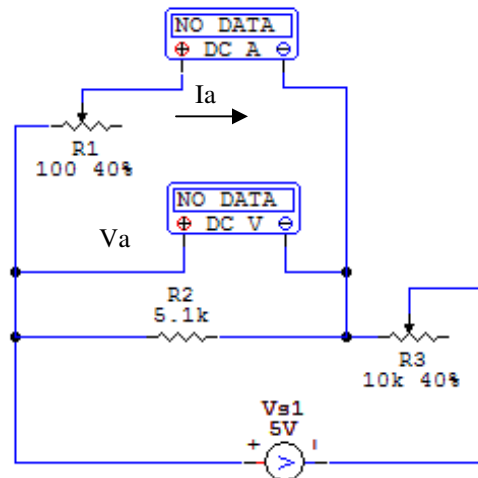 NO DATA
DC A
Ia
R1
100 40%
NO DATA
DC V
Va
R2
5.1k
R3
10k 40%
Vs1
5V